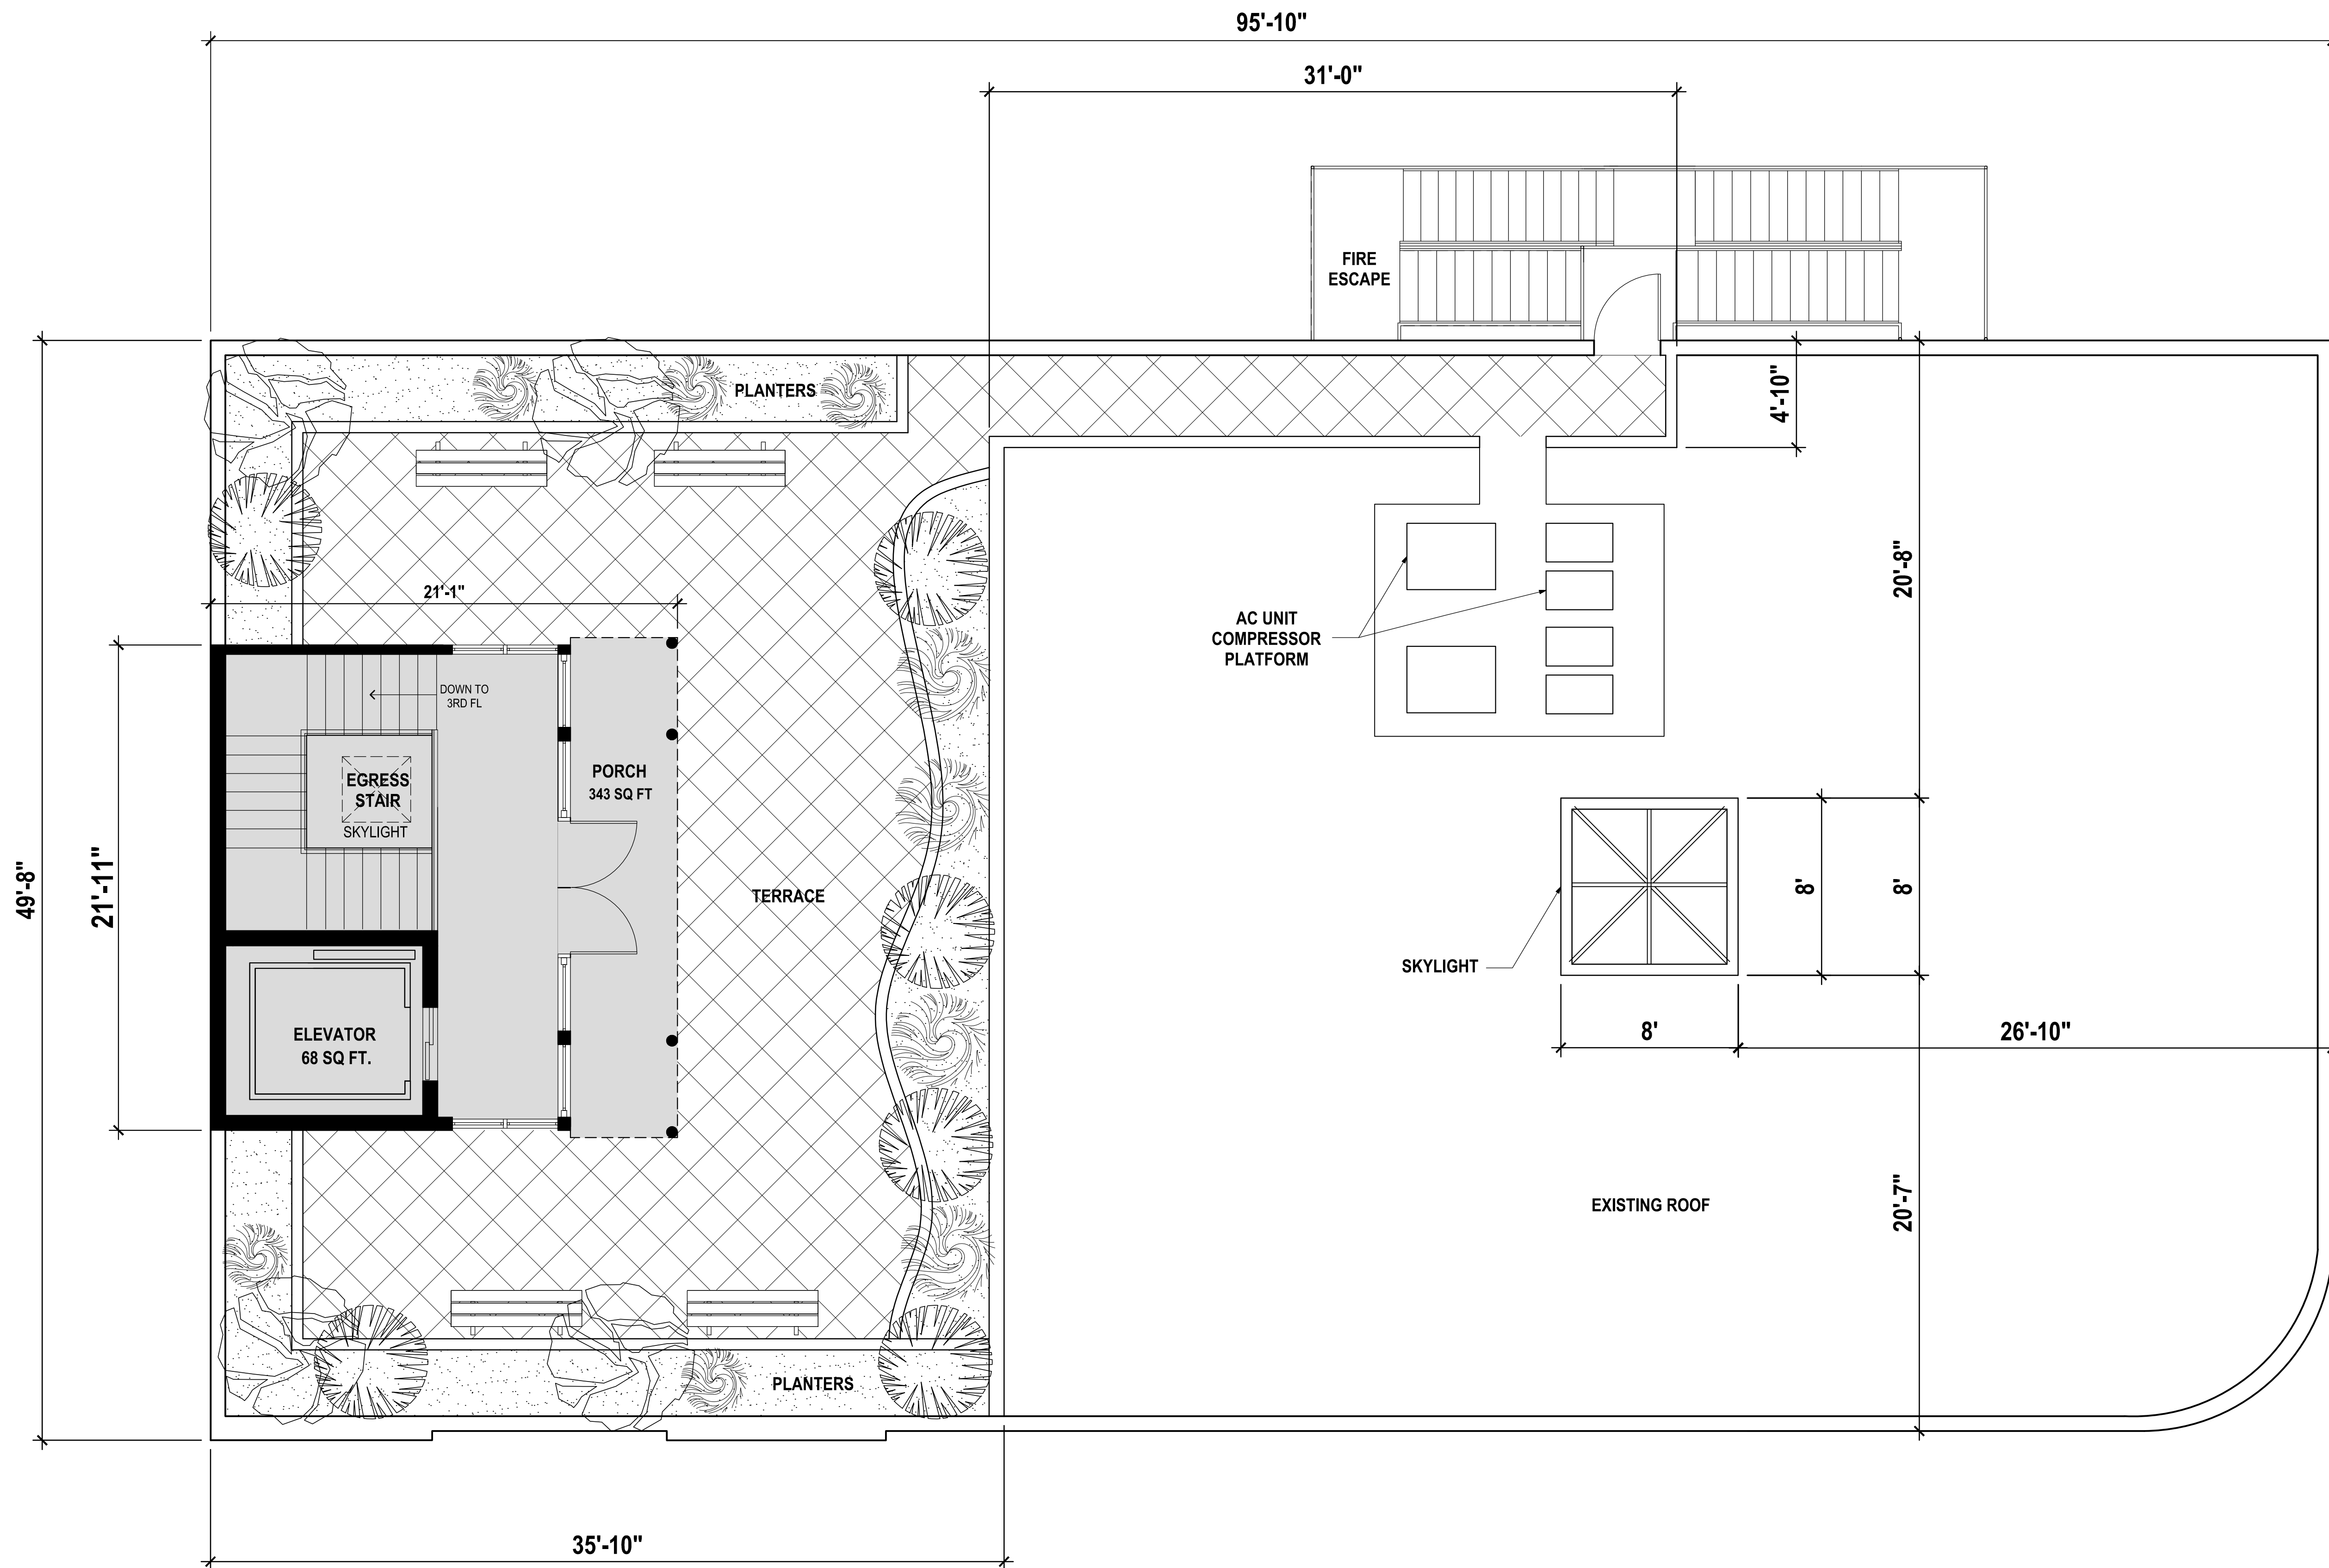 95'-10"
31'-0"
FIRE
ESCAPE
PLANTERS
4'-10"
20'-8"
21'-1"
AC UNIT
COMPRESSOR
PLATFORM
DOWN TO
3RD FL
EGRESS
STAIR
SKYLIGHT
PORCH
343 SQ FT
TERRACE
49'-8"
21'-11"
8'
8'
SKYLIGHT
8'
26'-10"
ELEVATOR
68 SQ FT.
EXISTING ROOF
20'-7"
PLANTERS
35'-10"